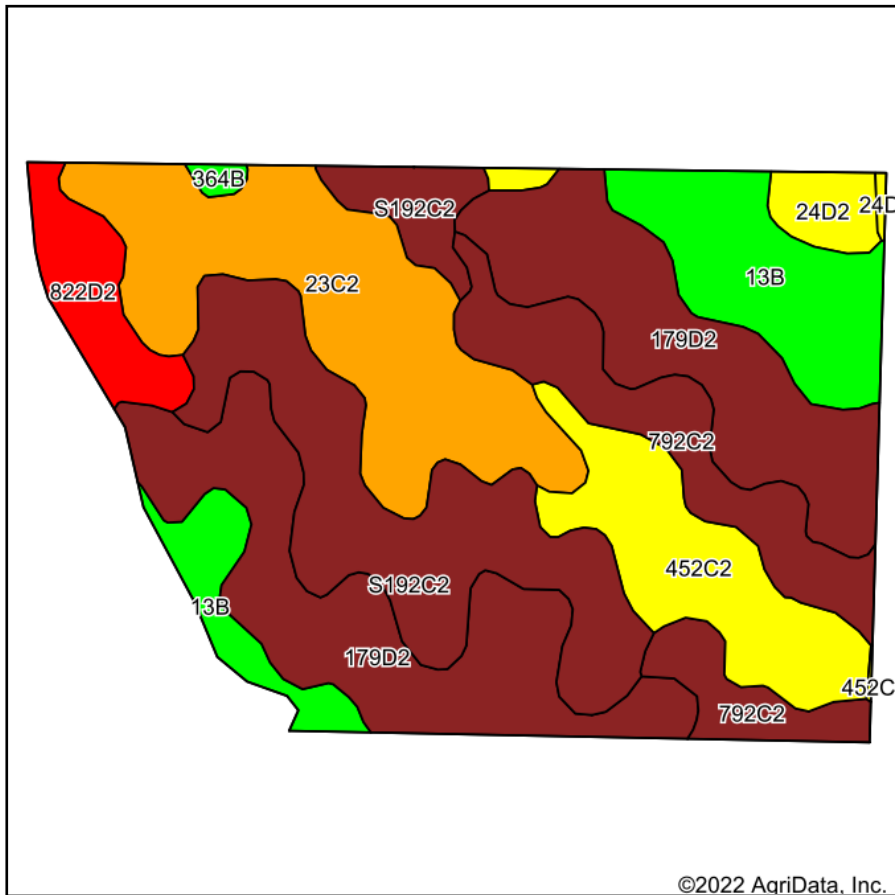 364B
S192C2
24D2
24D
822D2
23C2
13B
179D2
792C2
452C2
S192C2
13B
179D2
452C
792C2
©2022 AgriData, Inc.